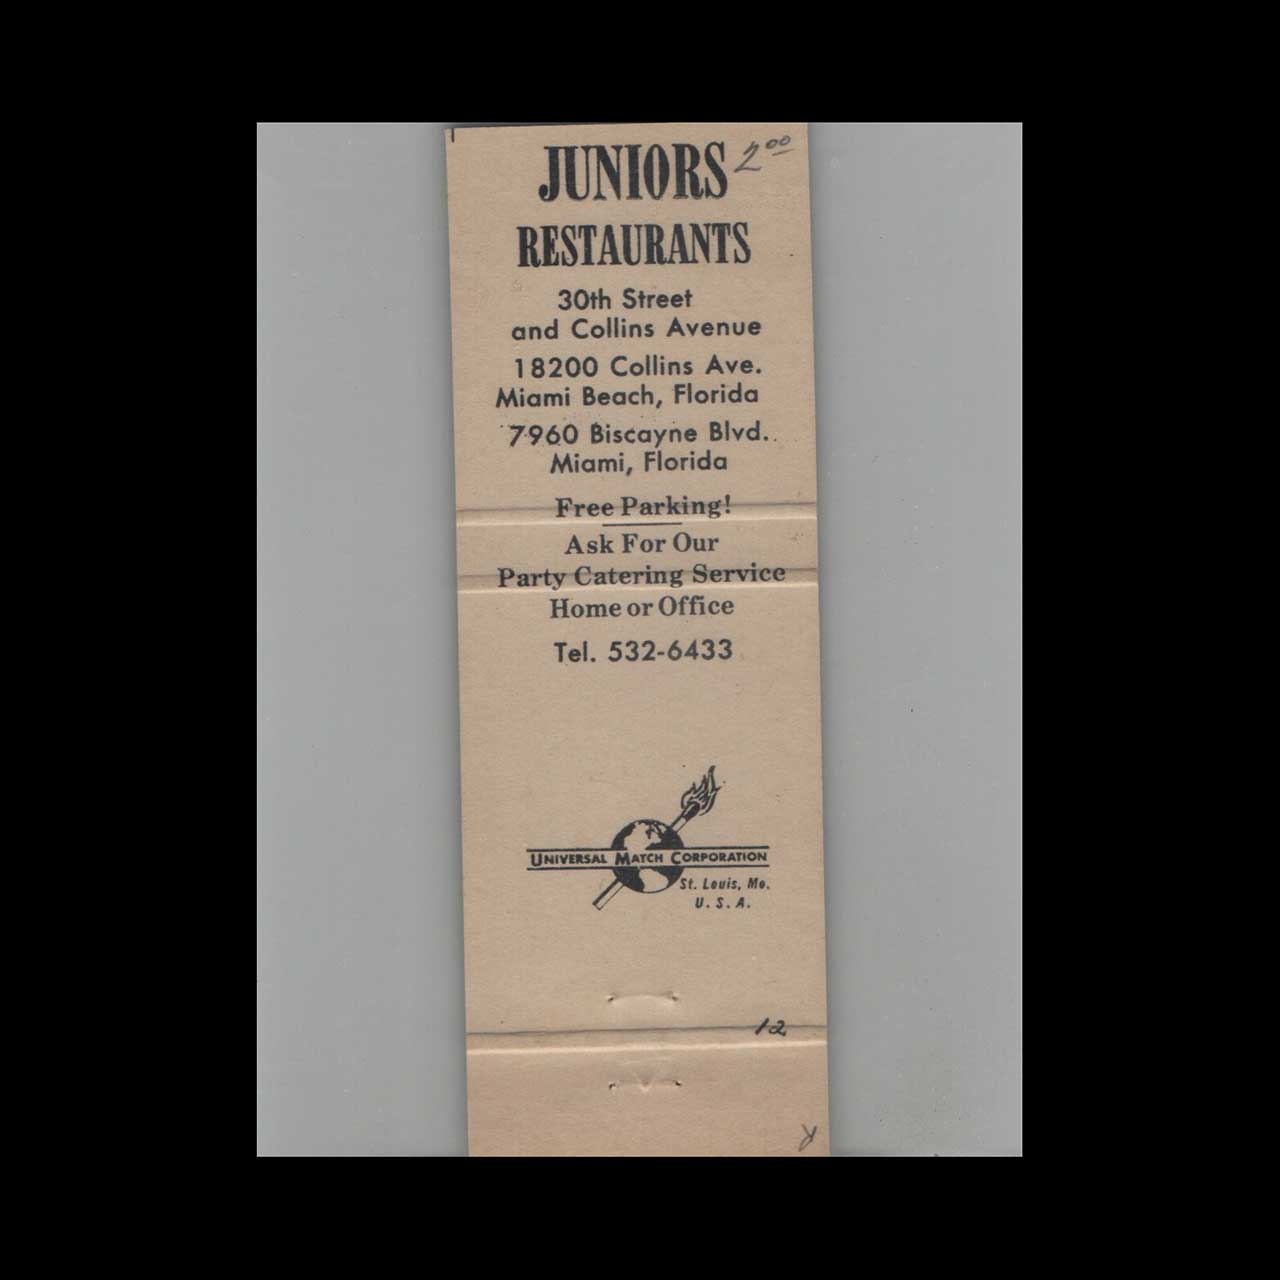 JUNIORS 2⁰⁰
RESTAURANTS
30th Street
and Collins Avenue
18200 Collins Ave.
Miami Beach, Florida
7960 Biscayne Blvd.
Miami, Florida
Free Parking!
Ask For Our
Party Catering Service
Home or Office
Tel. 532-6433
UNIVERSAL MATCH CORPORATION
St. Louis, Mo.
U. S. A.
12